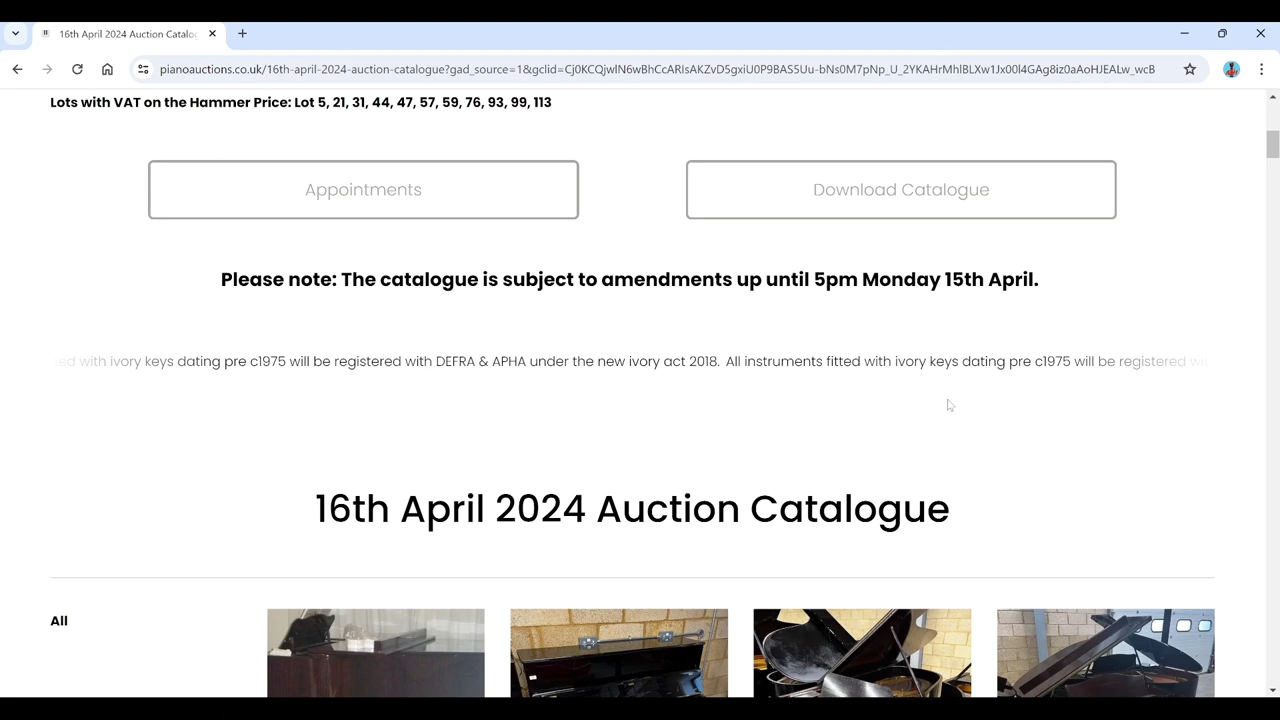 16th April 2024 Auction Catalog
pianoauctions.co.uk/16th-april-2024-auction-catalogue?gad_source=1&gclid=Cj0KCQjwlN6wBhCcARIsAKZvD5gxiU0P9BAS5Uu-bNs0M7pNp_U_2YKAHrMhlBLXw1Jx00l4GAg8iz0aAoHJEALw_wcB
Lots with VAT on the Hammer Price: Lot 5, 21, 31, 44, 47, 57, 59, 76, 93, 99, 113
Appointments
Download Catalogue
Please note: The catalogue is subject to amendments up until 5pm Monday 15th April.
ed with ivory keys dating pre c1975 will be registered with DEFRA & APHA under the new ivory act 2018. All instruments fitted with ivory keys dating pre c1975 will be registered wit
16th April 2024 Auction Catalogue
All